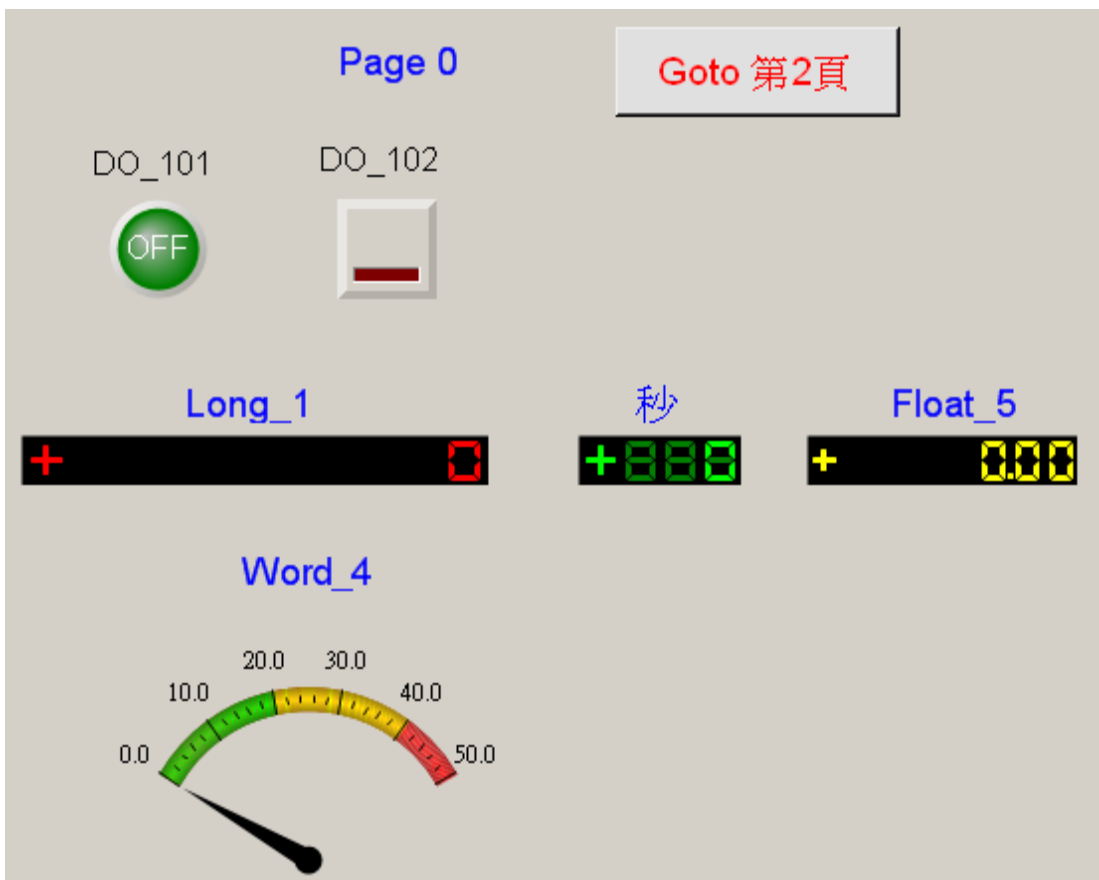 Page 0
Goto 第2頁
DO_101
DO_102
OFF
Long_1
秒
Float_5
+ 0
+
+ 0.00
Word_4
0.0
10.0
20.0
30.0
40.0
50.0